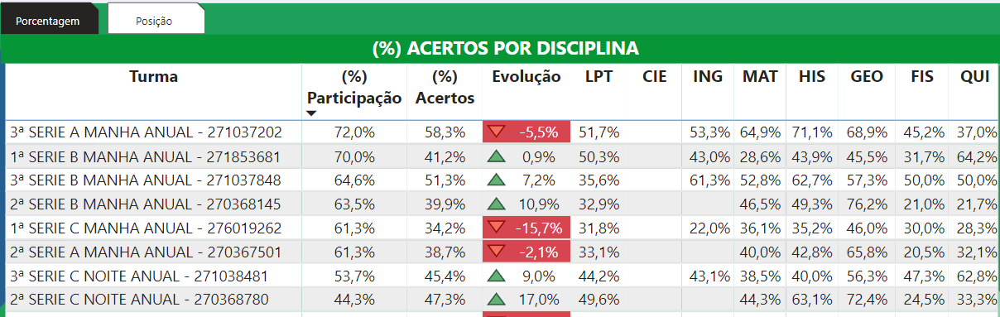 Porcentagem Posição
(%) ACERTOS POR DISCIPLINA
Turma (%) Participação (%) Acertos Evolução LPT CIE ING MAT HIS GEO FIS QUI
3ª SERIE A MANHA ANUAL - 271037202 72,0% 58,3% -5,5% 51,7% 53,3% 64,9% 71,1% 68,9% 45,2% 37,0%
1ª SERIE B MANHA ANUAL - 271853681 70,0% 41,2% 0,9% 50,3% 43,0% 28,6% 43,9% 45,5% 31,7% 64,2%
3ª SERIE B MANHA ANUAL - 271037848 64,6% 51,3% 7,2% 35,6% 61,3% 52,8% 62,7% 57,3% 50,0% 50,0%
2ª SERIE B MANHA ANUAL - 270368145 63,5% 39,9% 10,9% 32,9% 46,5% 49,3% 76,2% 21,0% 21,7%
1ª SERIE C MANHA ANUAL - 276019262 61,3% 34,2% -15,7% 31,8% 22,0% 36,1% 35,2% 46,0% 30,0% 28,3%
2ª SERIE A MANHA ANUAL - 270367501 61,3% 38,7% -2,1% 33,1% 40,0% 42,8% 65,8% 20,5% 32,1%
3ª SERIE C NOITE ANUAL - 271038481 53,7% 45,4% 9,0% 44,2% 43,1% 38,5% 40,0% 56,3% 47,3% 62,8%
2ª SERIE C NOITE ANUAL - 270368780 44,3% 47,3% 17,0% 49,6% 44,3% 63,1% 72,4% 24,5% 33,3%